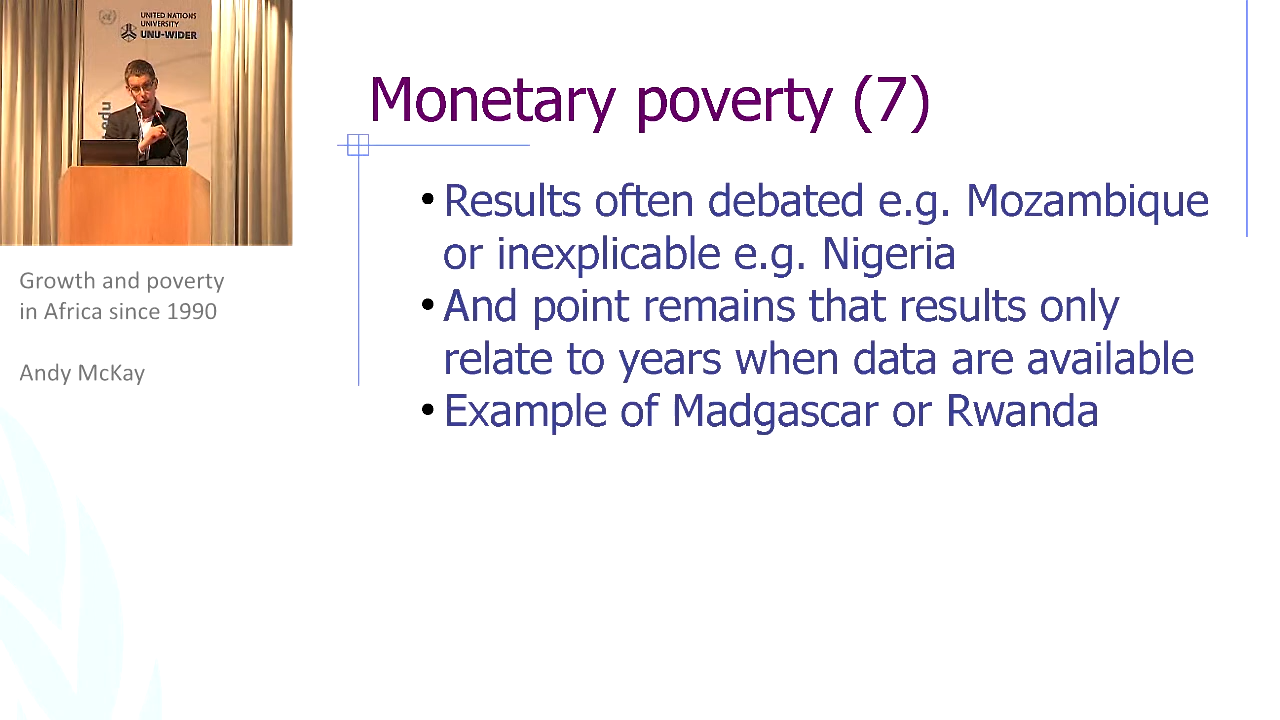 UNITED NATIONS
UNIVERSITY
UNU-WIDER
.edu
Growth and poverty
in Africa since 1990
Andy McKay
Monetary poverty (7)
• Results often debated e.g. Mozambique
or inexplicable e.g. Nigeria
• And point remains that results only
relate to years when data are available
• Example of Madgascar or Rwanda